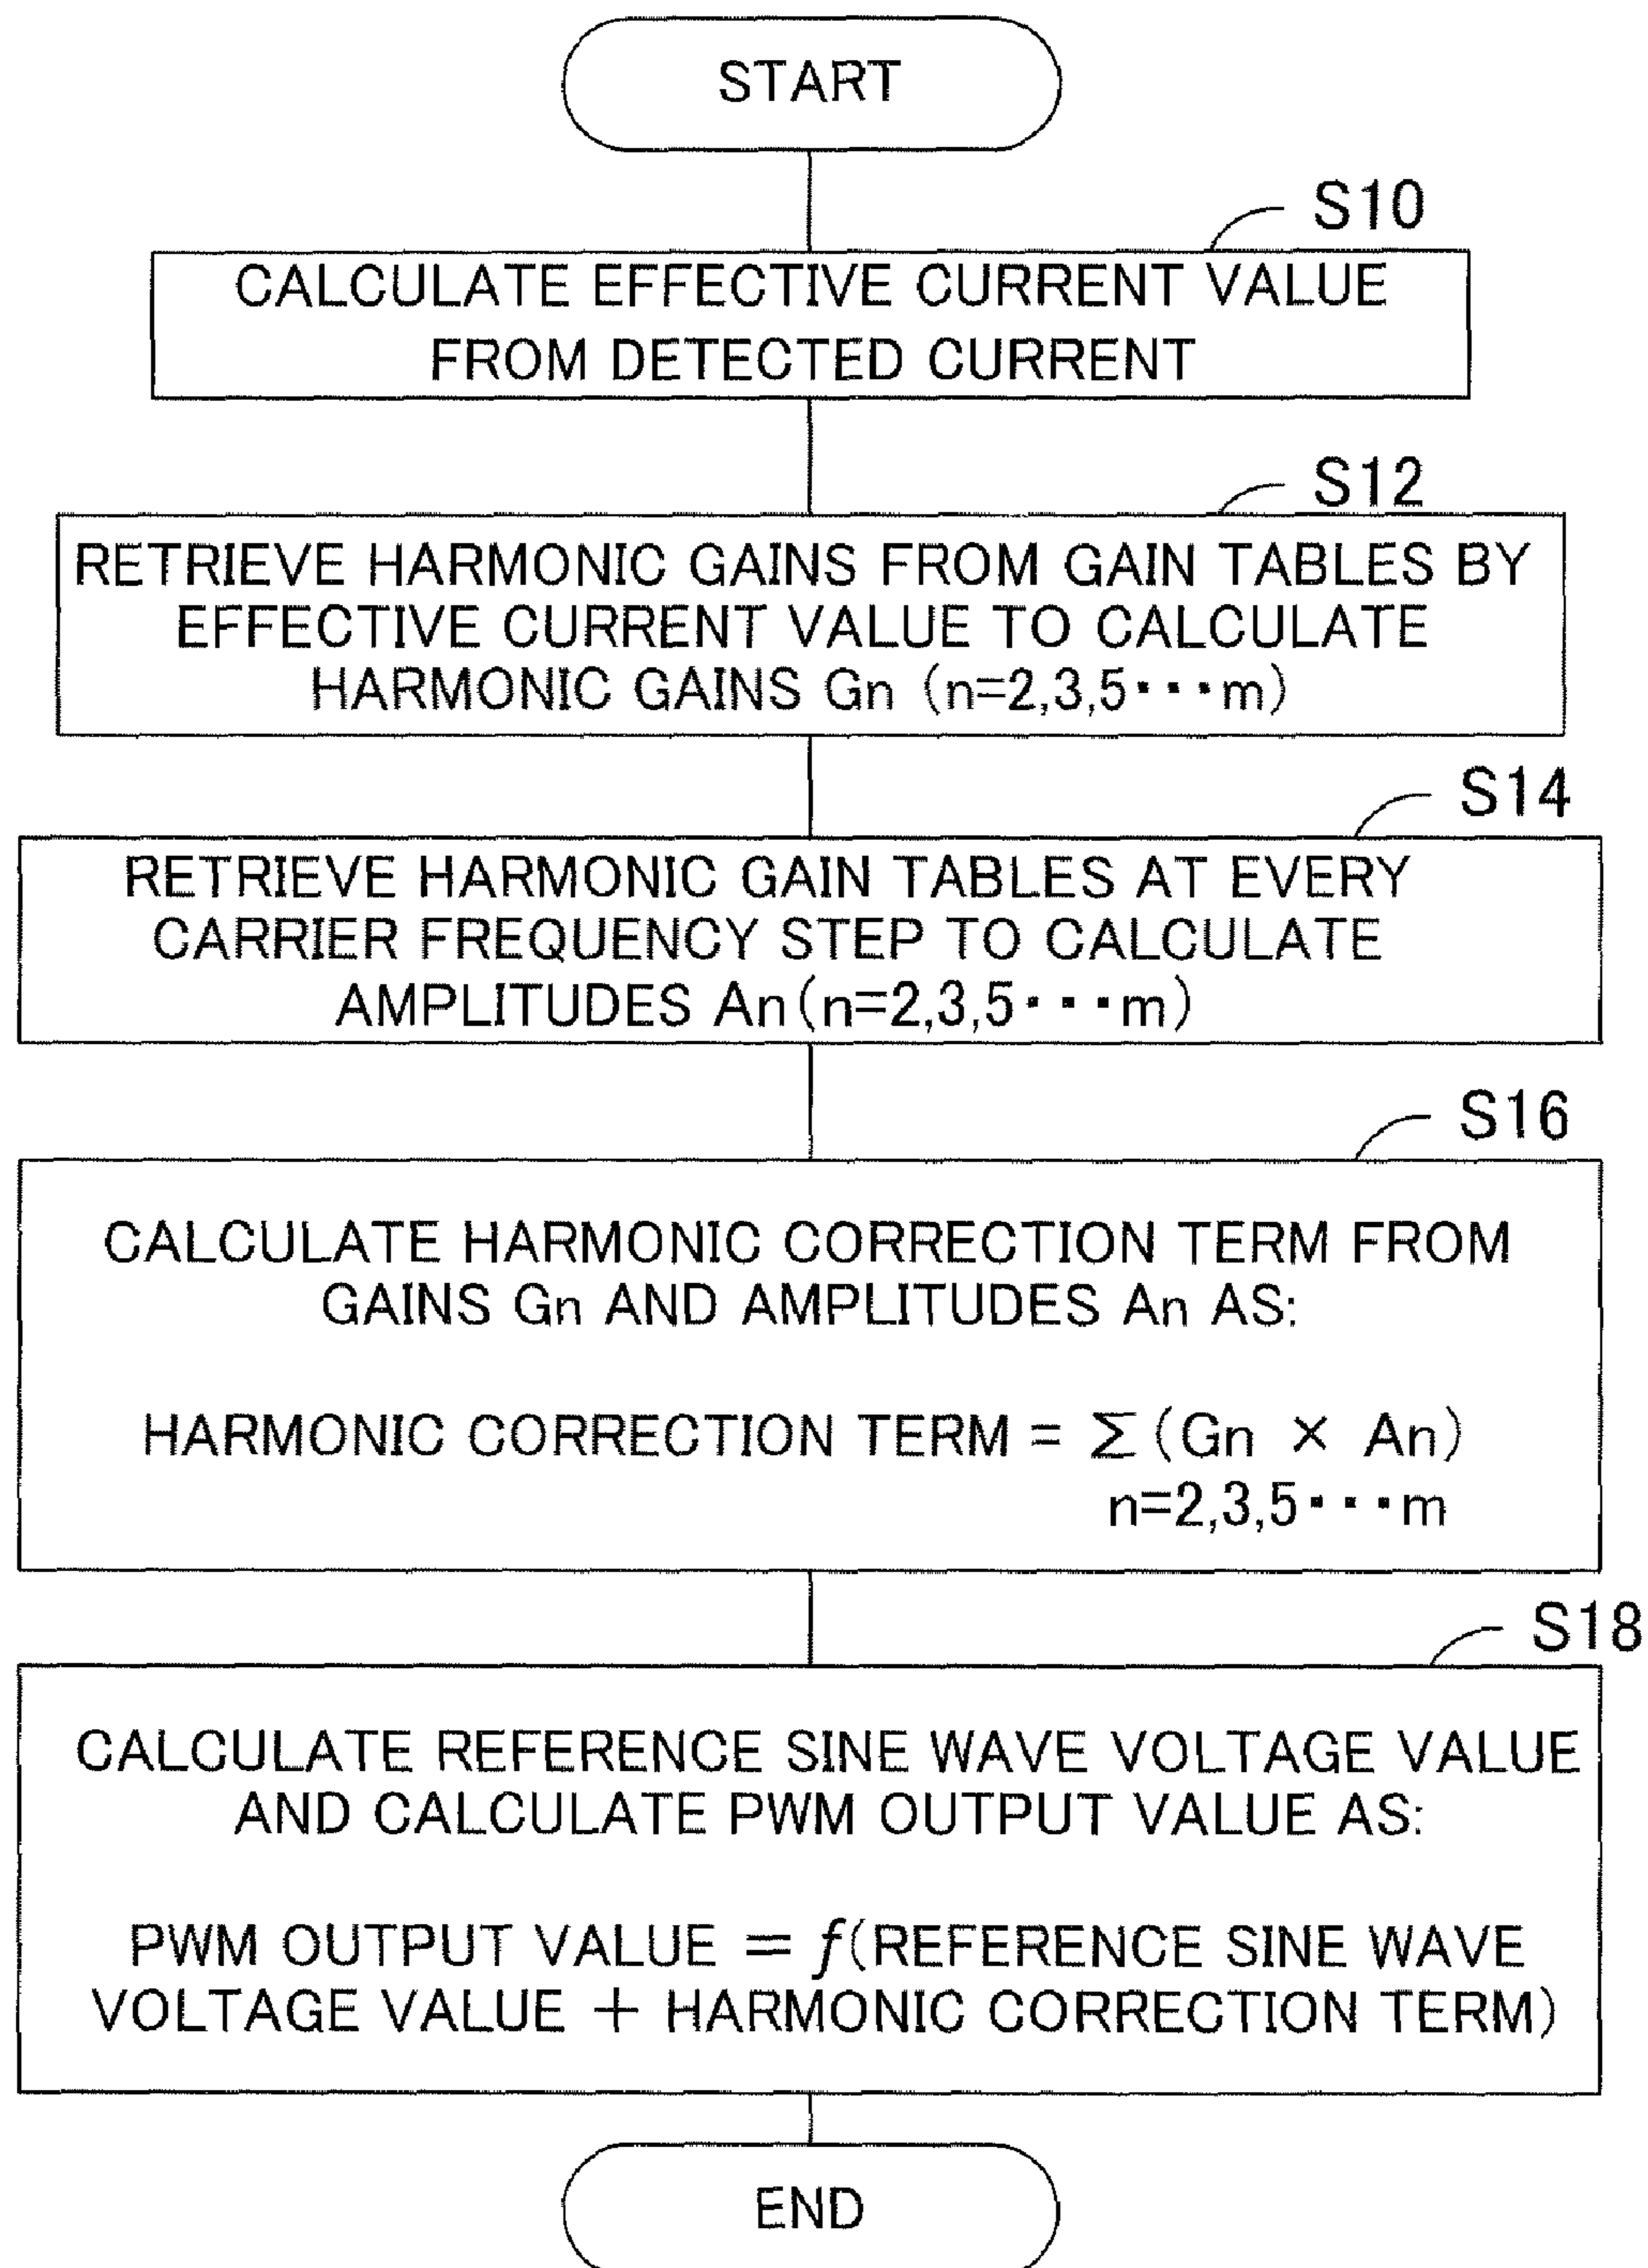 START
S10
CALCULATE EFFECTIVE CURRENT VALUE
FROM DETECTED CURRENT
S12
RETRIEVE HARMONIC GAINS FROM GAIN TABLES BY
EFFECTIVE CURRENT VALUE TO CALCULATE
HARMONIC GAINS Gn (n=2,3,5･･･m)
S14
RETRIEVE HARMONIC GAIN TABLES AT EVERY
CARRIER FREQUENCY STEP TO CALCULATE
AMPLITUDES An(n=2,3,5･･･m)
S16
CALCULATE HARMONIC CORRECTION TERM FROM
GAINS Gn AND AMPLITUDES An AS:
HARMONIC CORRECTION TERM = Σ(Gn × An)
n=2,3,5･･･m
S18
CALCULATE REFERENCE SINE WAVE VOLTAGE VALUE
AND CALCULATE PWM OUTPUT VALUE AS:
PWM OUTPUT VALUE = f(REFERENCE SINE WAVE
VOLTAGE VALUE + HARMONIC CORRECTION TERM)
END